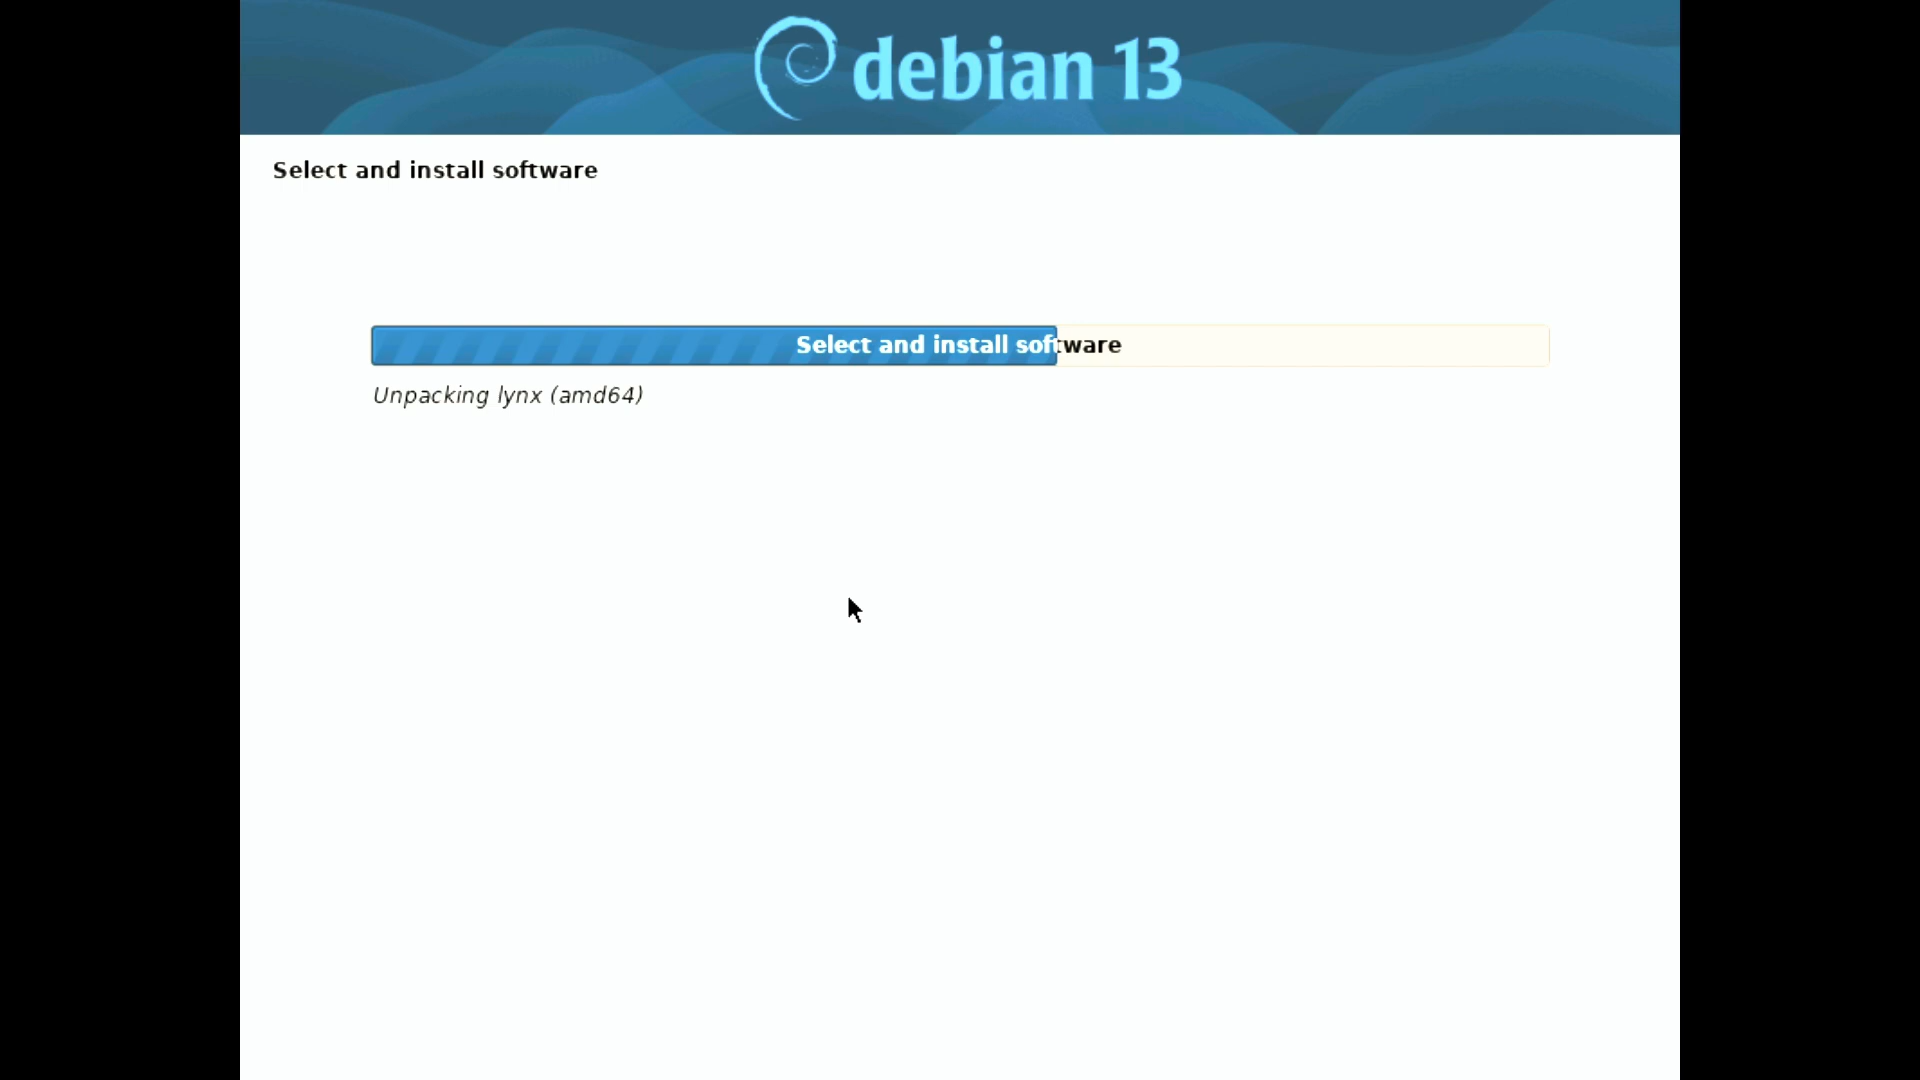 debian 13
Select and install software
Select and install software
Unpacking lynx (amd64)